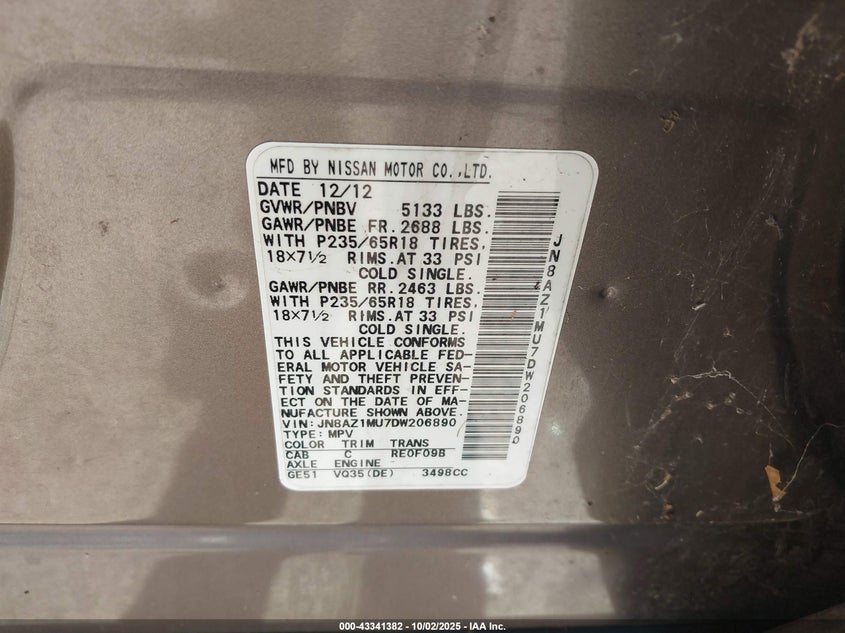 MFD BY NISSAN MOTOR CO.,LTD.
DATE 12/12
GVWR/PNBV 5133 LBS.
GAWR/PNBE FR. 2688 LBS.
WITH P235/65R18 TIRES,
18×7½ RIMS.AT 33 PSI
COLD SINGLE.
GAWR/PNBE RR. 2463 LBS.
WITH P235/65R18 TIRES,
18×7½ RIMS.AT 33 PSI
COLD SINGLE.
THIS VEHICLE CONFORMS
TO ALL APPLICABLE FED-
ERAL MOTOR VEHICLE SA-
FETY AND THEFT PREVEN-
TION STANDARDS IN EFF-
ECT ON THE DATE OF MA-
NUFACTURE SHOWN ABOVE.
VIN: JN8AZ1MU7DW206890
TYPE: MPV
COLOR TRIM TRANS
CAB C RE0F09B
AXLE ENGINE
GE51 VQ35(DE) 3498CC
JN8AZ1MU7DW206890
000-43341382 - 10/02/2025 - IAA Inc.